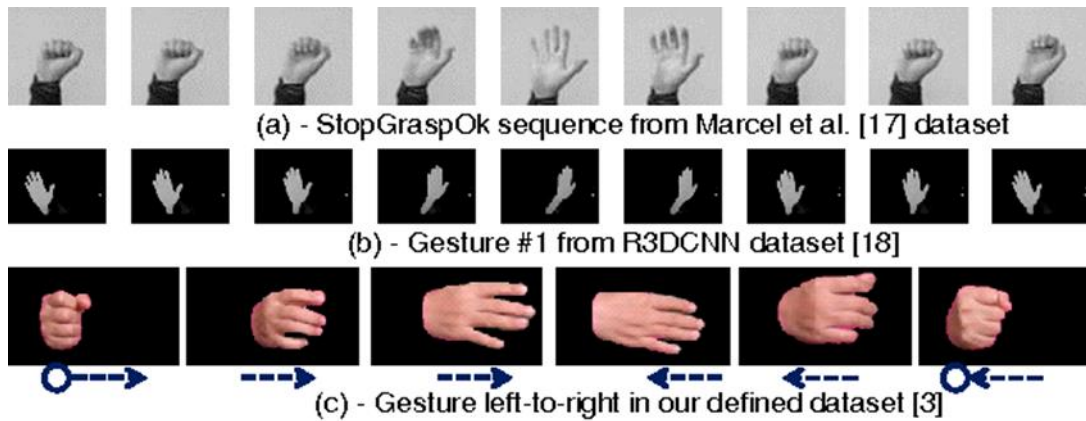 (a) - StopGraspOk sequence from Marcel et al. [17] dataset
(b) - Gesture #1 from R3DCNN dataset [18]
(c) - Gesture left-to-right in our defined dataset [3]